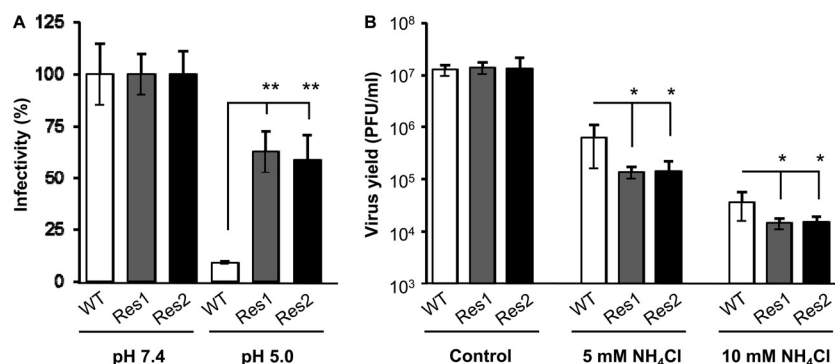 A
Infectivity (%)
125
100
75
50
25
0
** **
WT Res1 Res2 WT Res1 Res2
pH 7.4 pH 5.0
B
Virus yield (PFU/ml)
10⁸
10⁷
10⁶
10⁵
10⁴
10³
* *
* *
WT Res1 Res2 WT Res1 Res2 WT Res1 Res2
Control 5 mM NH₄Cl 10 mM NH₄Cl